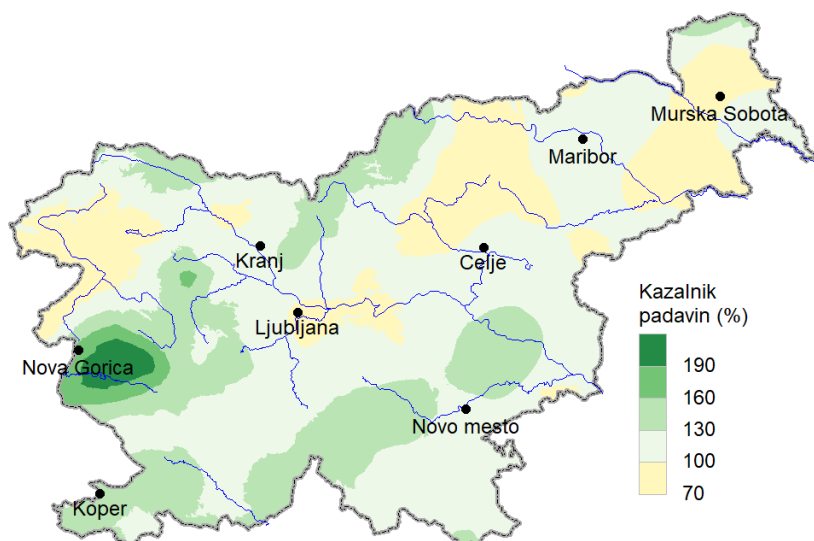 Murska Sobota
Maribor
Kranj
Celje
Ljubljana
Nova Gorica
Novo mesto
Koper
Kazalnik
padavin (%)
190
160
130
100
70